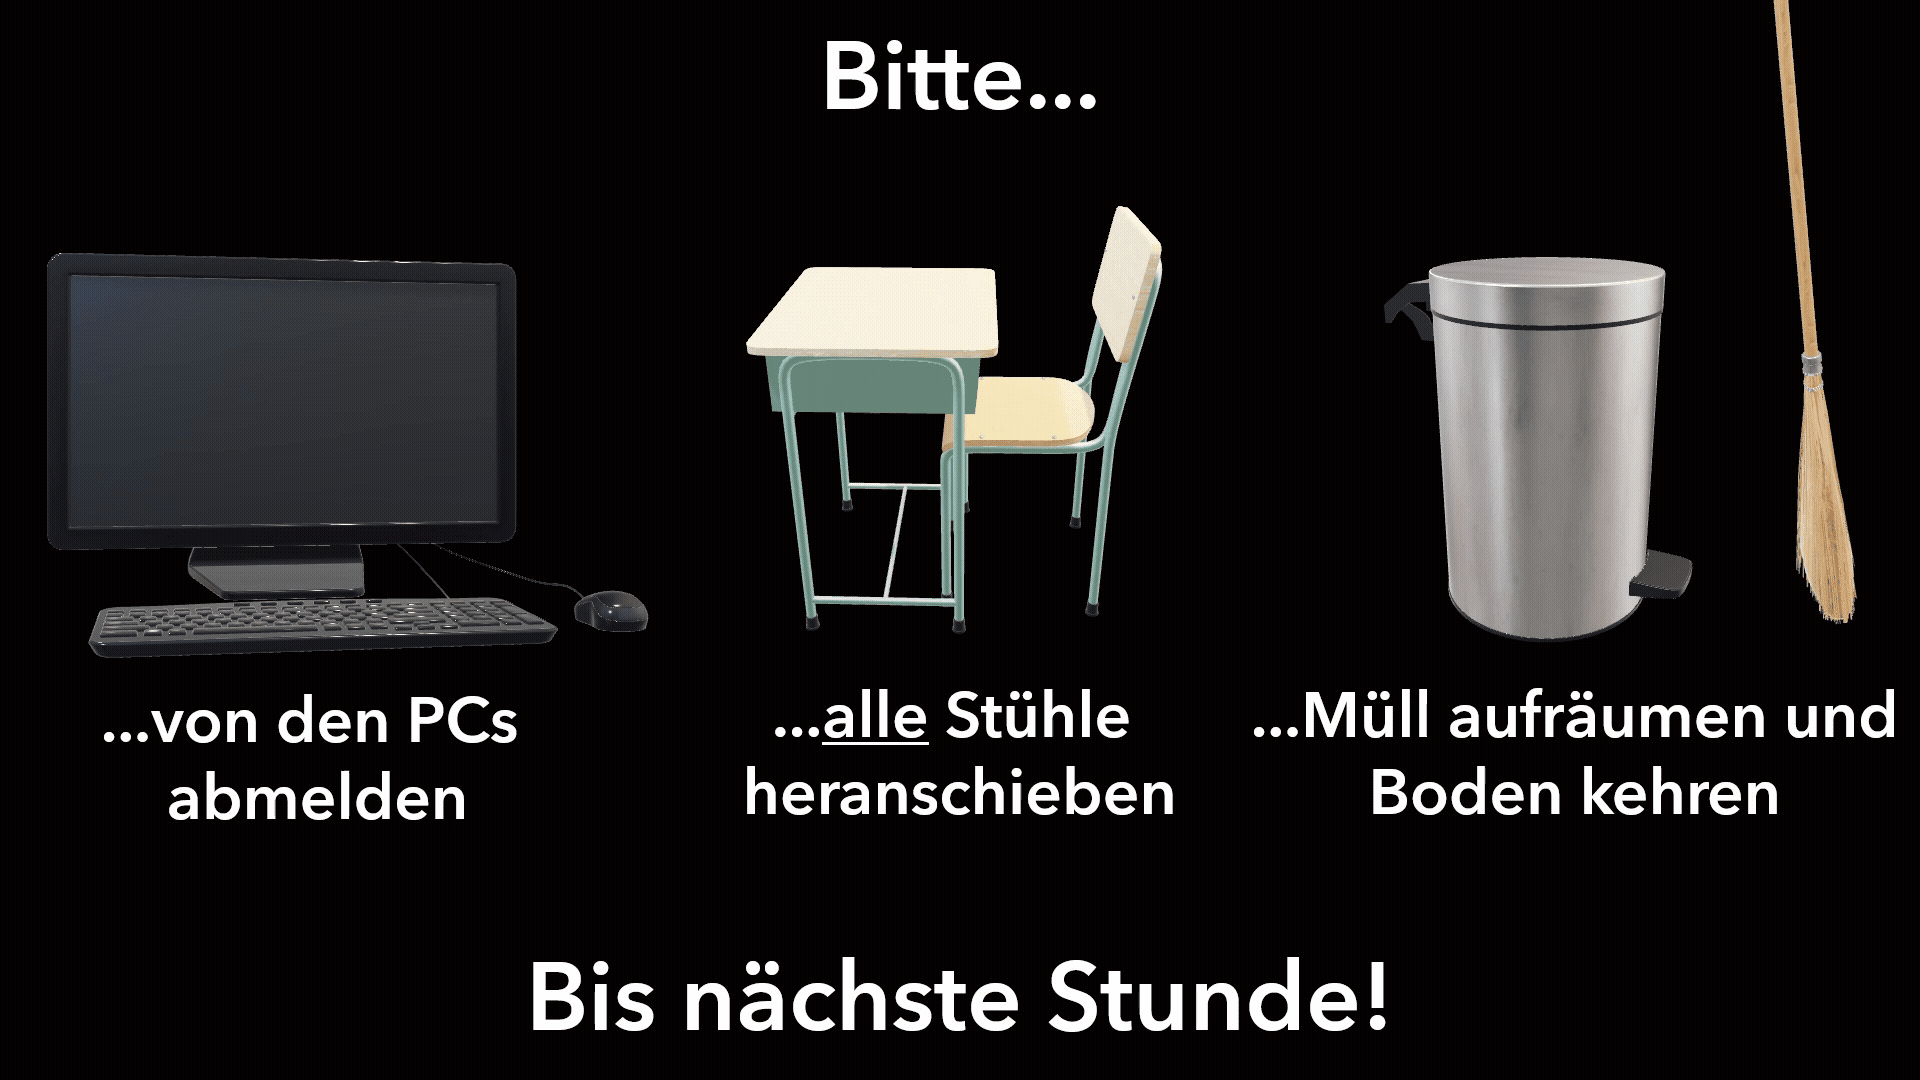 Bitte...
...von den PCs
abmelden
...alle Stühle
heranschieben
...Müll aufräumen und
Boden kehren
Bis nächste Stunde!